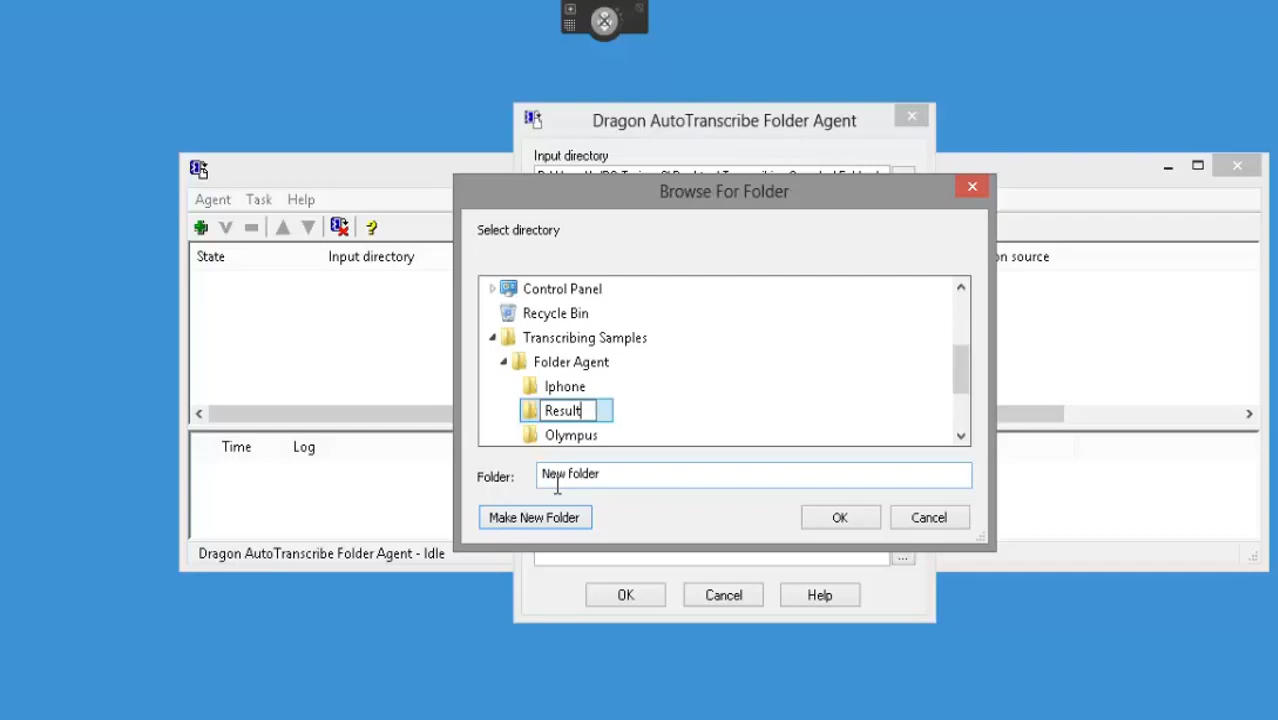 Dragon AutoTranscribe Folder Agent
Input directory
Browse For Folder
Agent Task Help
Select directory
State Input directory
on source
Control Panel
Recycle Bin
Transcribing Samples
Folder Agent
Iphone
Result
Olympus
Time Log
Folder: New folder
Make New Folder OK Cancel
Dragon AutoTranscribe Folder Agent - Idle
...
OK Cancel Help